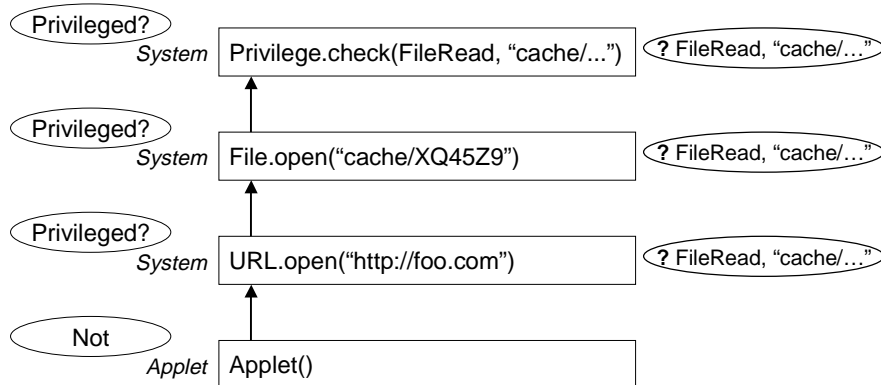 Privileged?
System Privilege.check(FileRead, “cache/...”) ? FileRead, “cache/…”
Privileged?
System File.open(“cache/XQ45Z9”) ? FileRead, “cache/…”
Privileged?
System URL.open(“http://foo.com”) ? FileRead, “cache/…”
Not
Applet Applet()